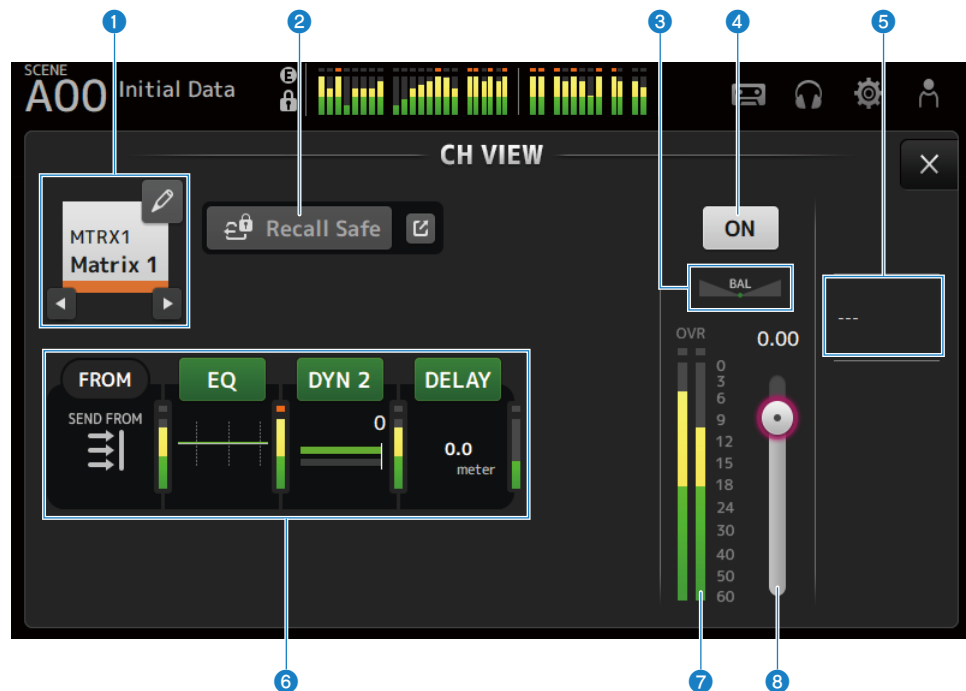 1 2 3 4 5
SCENE
A00 Initial Data E
CH VIEW
MTRX1
Matrix 1
Recall Safe
ON
BAL
---
OVR 0.00
0
3
6
9
12
15
18
24
30
40
50
60
FROM EQ DYN 2 DELAY
SEND FROM
0
0.0
meter
6 7 8